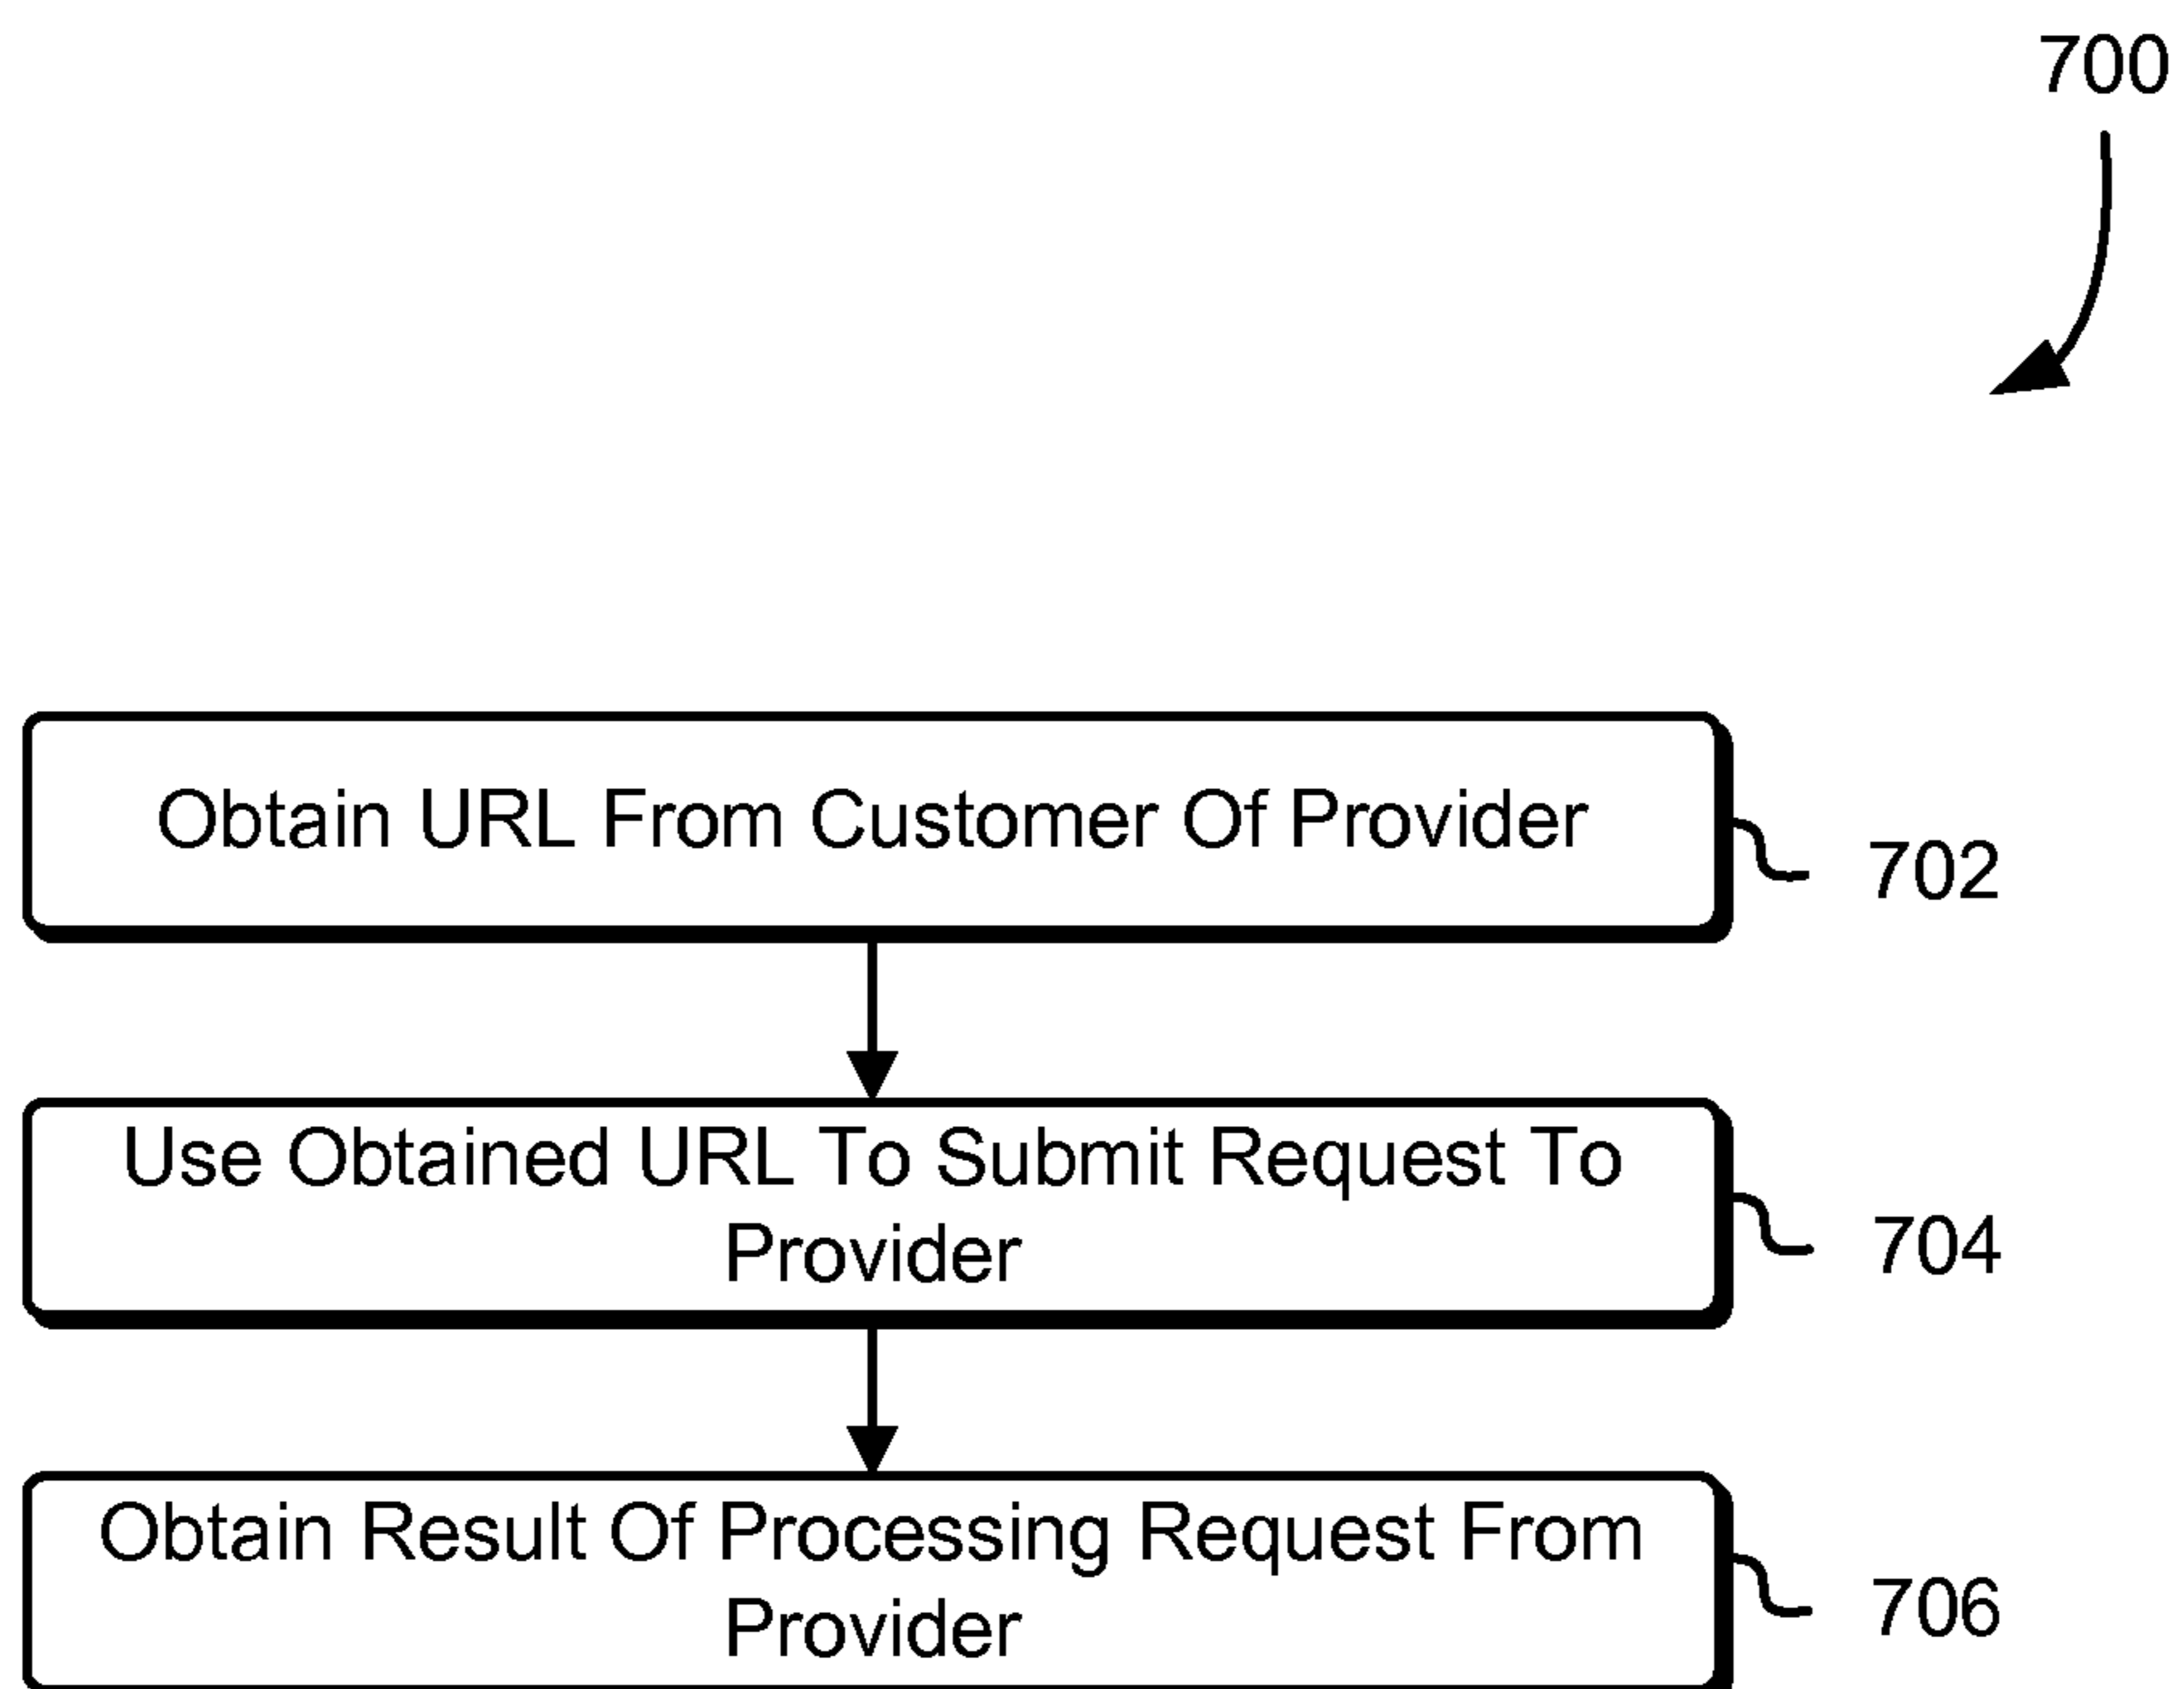 700
Obtain URL From Customer Of Provider
702
Use Obtained URL To Submit Request To
Provider
704
Obtain Result Of Processing Request From
Provider
706